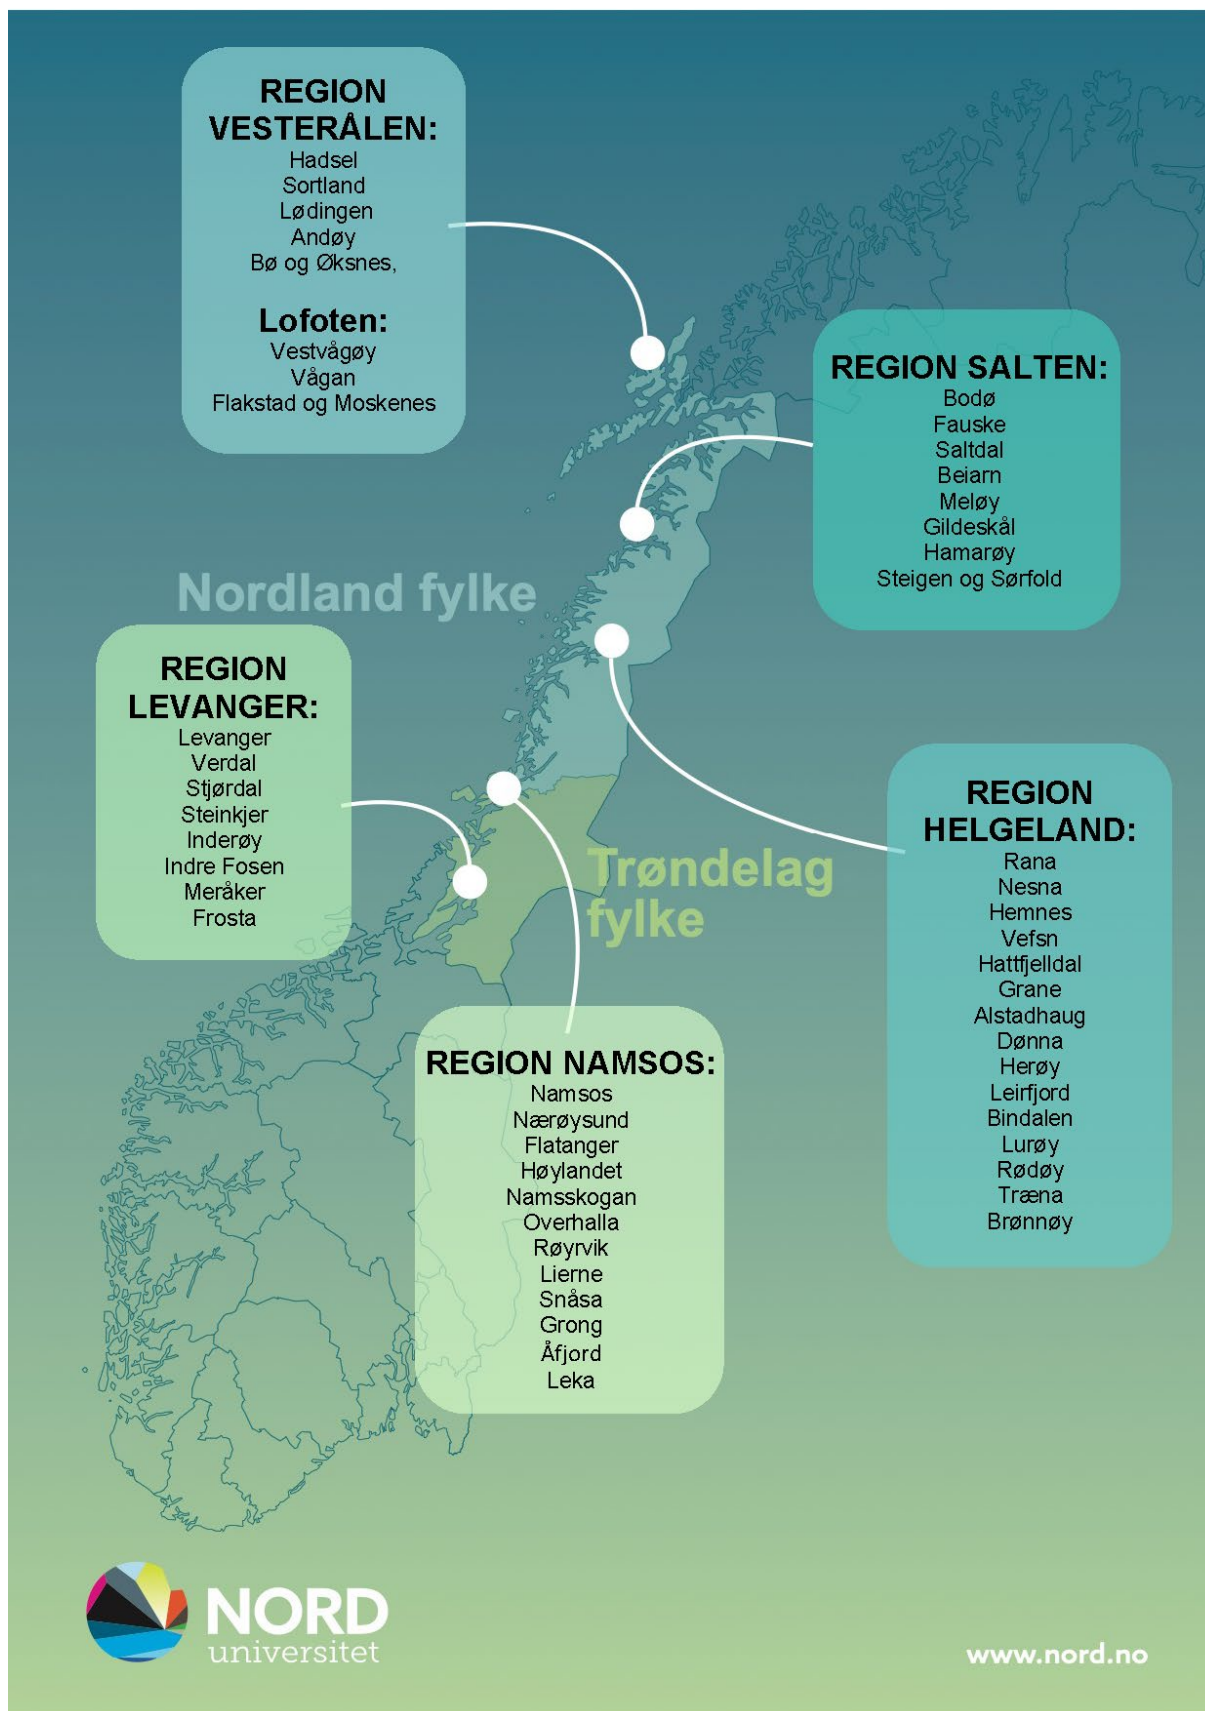 REGION
VESTERÅLEN:
Hadsel
Sortland
Lødingen
Andøy
Bø og Øksnes,
Lofoten:
Vestvågøy
Vågan
Flakstad og Moskenes
REGION SALTEN:
Bodø
Fauske
Saltdal
Beiarn
Meløy
Gildeskål
Hamarøy
Steigen og Sørfold
Nordland fylke
REGION
LEVANGER:
Levanger
Verdal
Stjørdal
Steinkjer
Inderøy
Indre Fosen
Meråker
Frosta
Trøndelag
fylke
REGION
HELGELAND:
Rana
Nesna
Hemnes
Vefsn
Hattfjelldal
Grane
Alstadhaug
Dønna
Herøy
Leirfjord
Bindalen
Lurøy
Rødøy
Træna
Brønnøy
REGION NAMSOS:
Namsos
Nærøysund
Flatanger
Høylandet
Namsskogan
Overhalla
Røyrvik
Lierne
Snåsa
Grong
Åfjord
Leka
NORD
universitet
www.nord.no